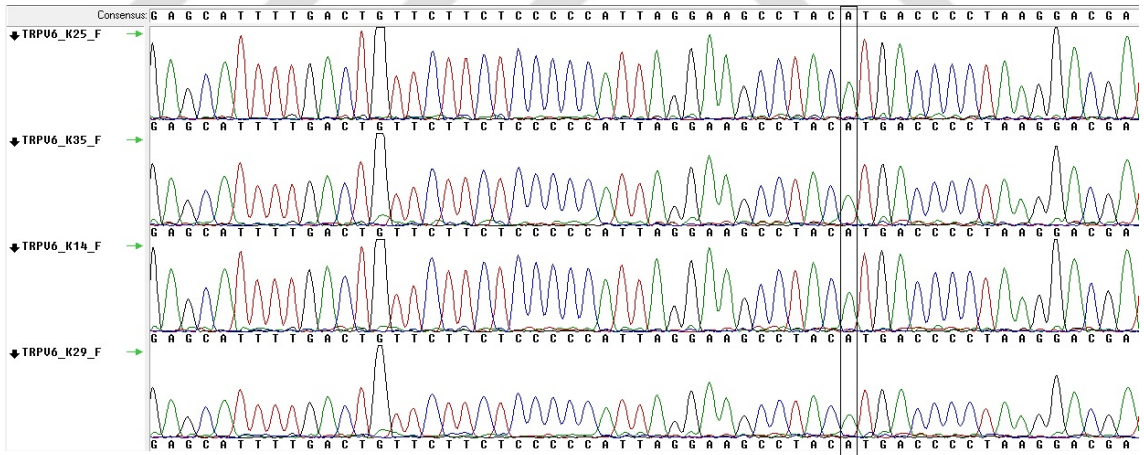 Consensus: G A G C A T T T T G A C T G T T C T T C T C C C C C A T T A G G A A G C C T A C A T G A C C C C T A A G G A C G A
TRPV6_K25_F
G A G C A T T T T G A C T G T T C T T C T C C C C C A T T A G G A A G C C T A C A T G A C C C C T A A G G A C G A
TRPV6_K35_F
G A G C A T T T T G A C T G T T C T T C T C C C C C A T T A G G A A G C C T A C A T G A C C C C T A A G G A C G A
TRPV6_K14_F
G A G C A T T T T G A C T G T T C T T C T C C C C C A T T A G G A A G C C T A C A T G A C C C C T A A G G A C G A
TRPV6_K29_F
G A G C A T T T T G A C T G T T C T T C T C C C C C A T T A G G A A G C C T A C A T G A C C C C T A A G G A C G A